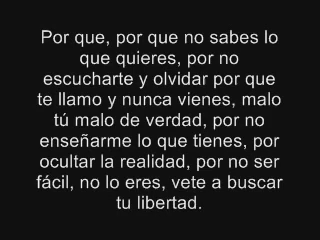 Por que, por que no sabes lo
que quieres, por no
escucharte y olvidar por que
te llamo y nunca vienes, malo
tú malo de verdad, por no
enseñarme lo que tienes, por
ocultar la realidad, por no ser
fácil, no lo eres, vete a buscar
tu libertad.